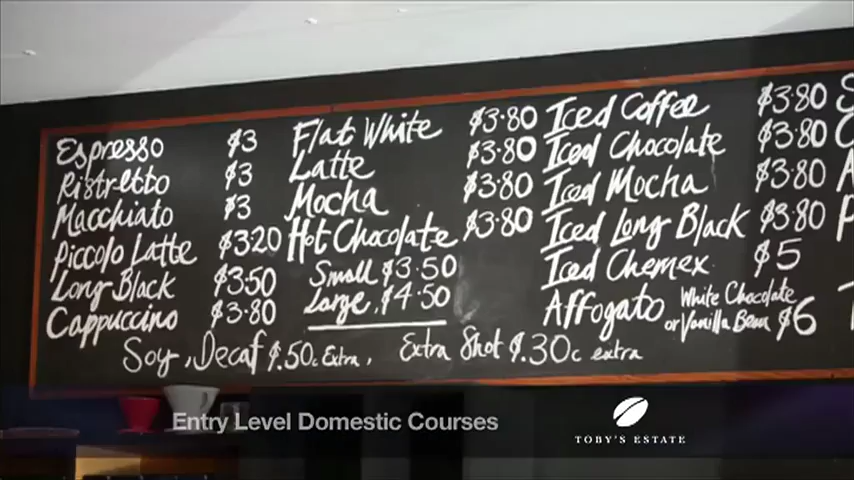 Espresso $3
Ristretto $3
Macchiato $3
Piccolo Latte $3.20
Long Black $3.50
Cappuccino $3.80
Flat White $3.80
Latte $3.80
Mocha $3.80
Hot Chocolate $3.80
Small $3.50
Large $4.50
Iced Coffee $3.80
Iced Chocolate $3.80
Iced Mocha $3.80
Iced Long Black $3.80
Iced Chemex $5
Affogato White Chocolate or Vanilla Bean $6
Soy, Decaf $.50c Extra, Extra Shot $.30c extra
Entry Level Domestic Courses
TOBY'S ESTATE